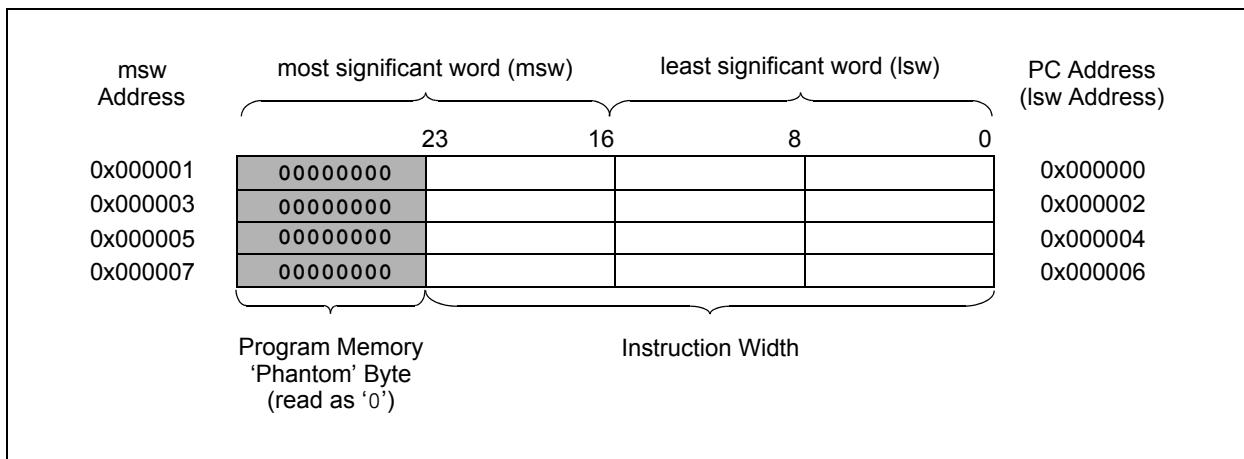 msw
Address
most significant word (msw)
least significant word (lsw)
PC Address
(lsw Address)
23 16 8 0
0x000001 00000000 0x000000
0x000003 00000000 0x000002
0x000005 00000000 0x000004
0x000007 00000000 0x000006
Program Memory
‘Phantom’ Byte
(read as ‘0’)
Instruction Width